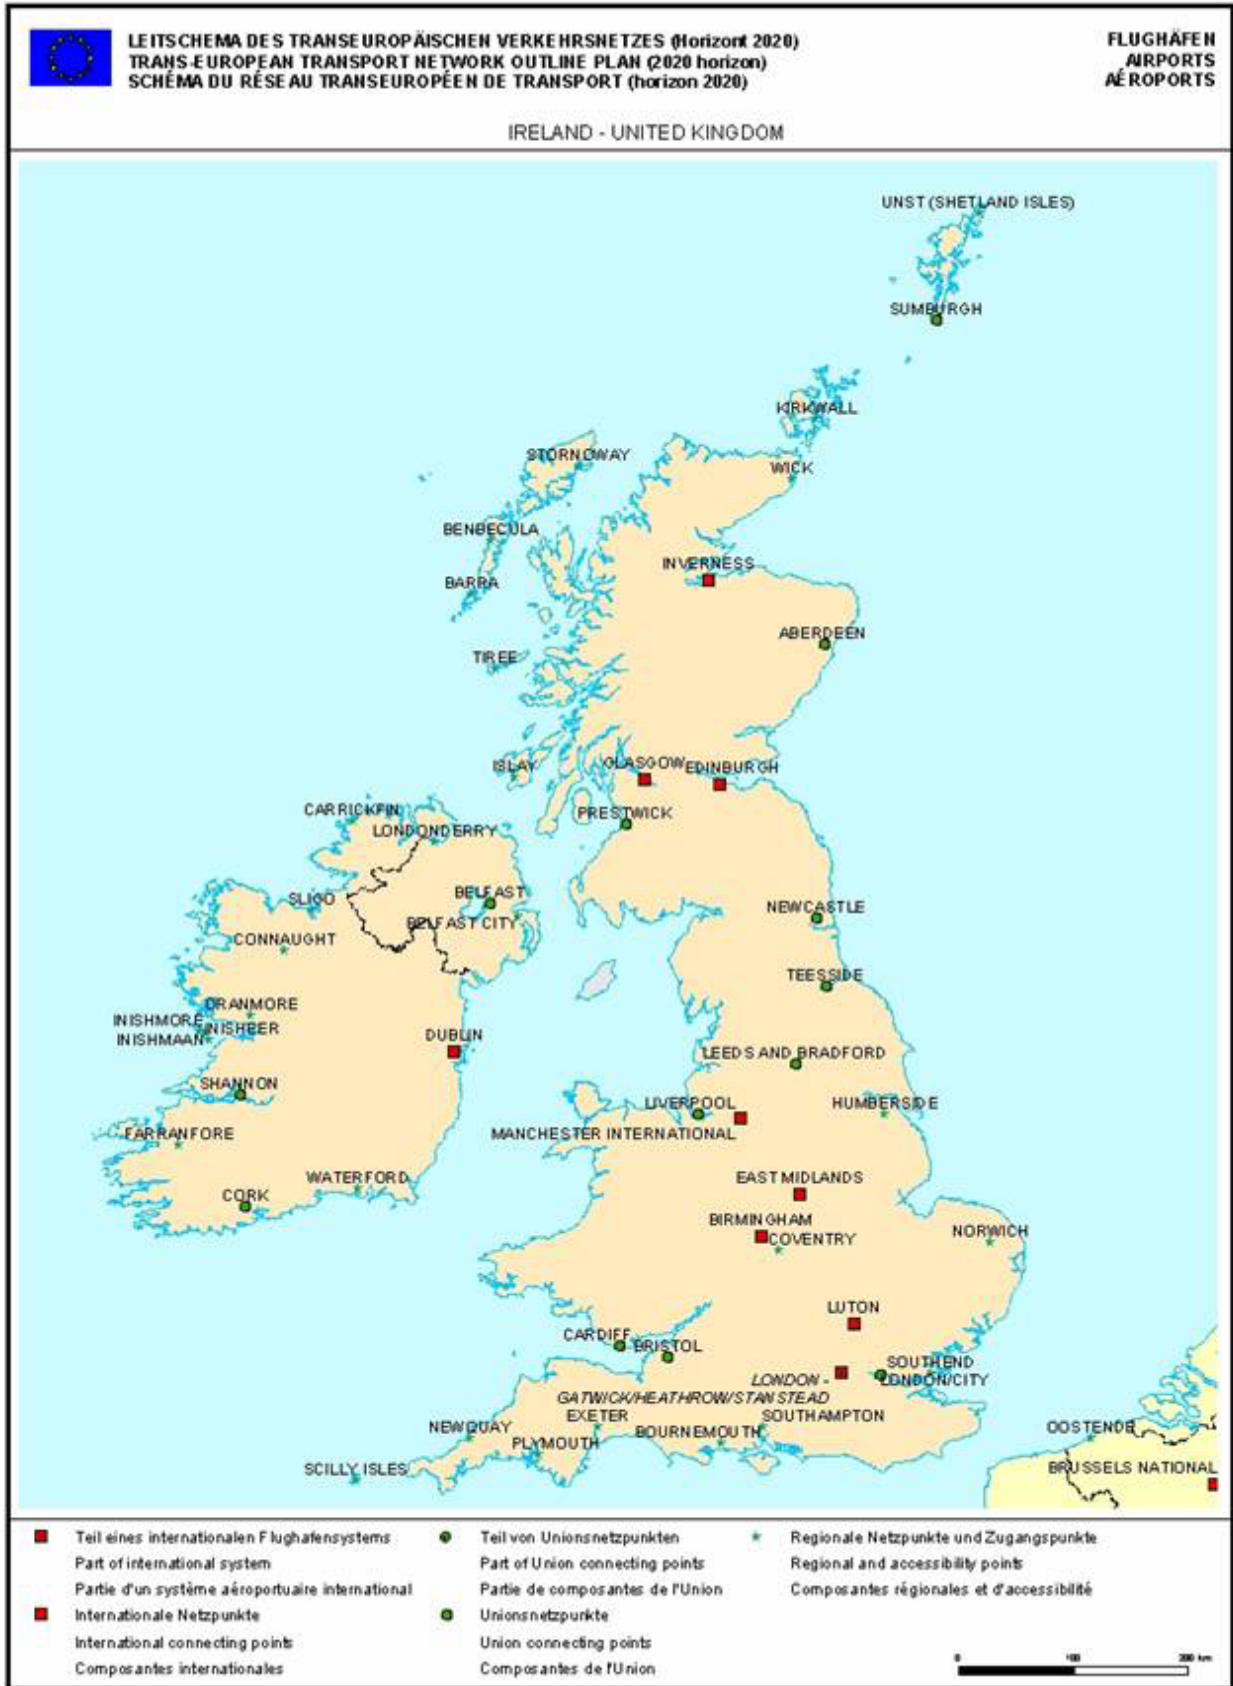 LEITSCHEMA DES TRANSEUROPÄISCHEN VERKEHRSNETZES (Horizont 2020)
TRANS-EUROPEAN TRANSPORT NETWORK OUTLINE PLAN (2020 horizon)
SCHÉMA DU RÉSEAU TRANSEUROPÉEN DE TRANSPORT (horizon 2020)
FLUGHÄFEN
AIRPORTS
AÉROPORTS
IRELAND - UNITED KINGDOM
UNST (SHETLAND ISLES)
SUMBURGH
KIRKWALL
STORNOWAY
WICK
BENBECULA
INVERNESS
BARRA
ABERDEEN
TIREE
ISLAY
GLASGOW
EDINBURGH
CARRICKFIN
PRESTWICK
LONDONDERRY
SLIGO
BELFAST
NEWCASTLE
BELFAST CITY
CONNAUGHT
TEESSIDE
ORANMORE
INISHMORE
INISHEER
INISHMAAN
DUBLIN
LEEDS AND BRADFORD
SHANNON
LIVERPOOL
HUMBERSIDE
FARRANFORE
MANCHESTER INTERNATIONAL
WATERFORD
EAST MIDLANDS
CORK
BIRMINGHAM
COVENTRY
NORWICH
LUTON
CARDIFF
BRISTOL
SOUTHEND
LONDON -
LONDON/CITY
GATWICK/HEATHROW/STANSTEAD
EXETER
SOUTHAMPTON
NEWQUAY
BOURNEMOUTH
OOSTENDE
PLYMOUTH
SCILLY ISLES
BRUSSELS NATIONAL
Teil eines internationalen Flughafensystems
Part of international system
Partie d'un système aéroportuaire international
Internationale Netzpunkte
International connecting points
Composantes internationales
Teil von Unionsnetzpunkten
Part of Union connecting points
Partie de composantes de l'Union
Unionsnetzpunkte
Union connecting points
Composantes de l'Union
Regionale Netzpunkte und Zugangspunkte
Regional and accessibility points
Composantes régionales et d'accessibilité
0 100 200 km